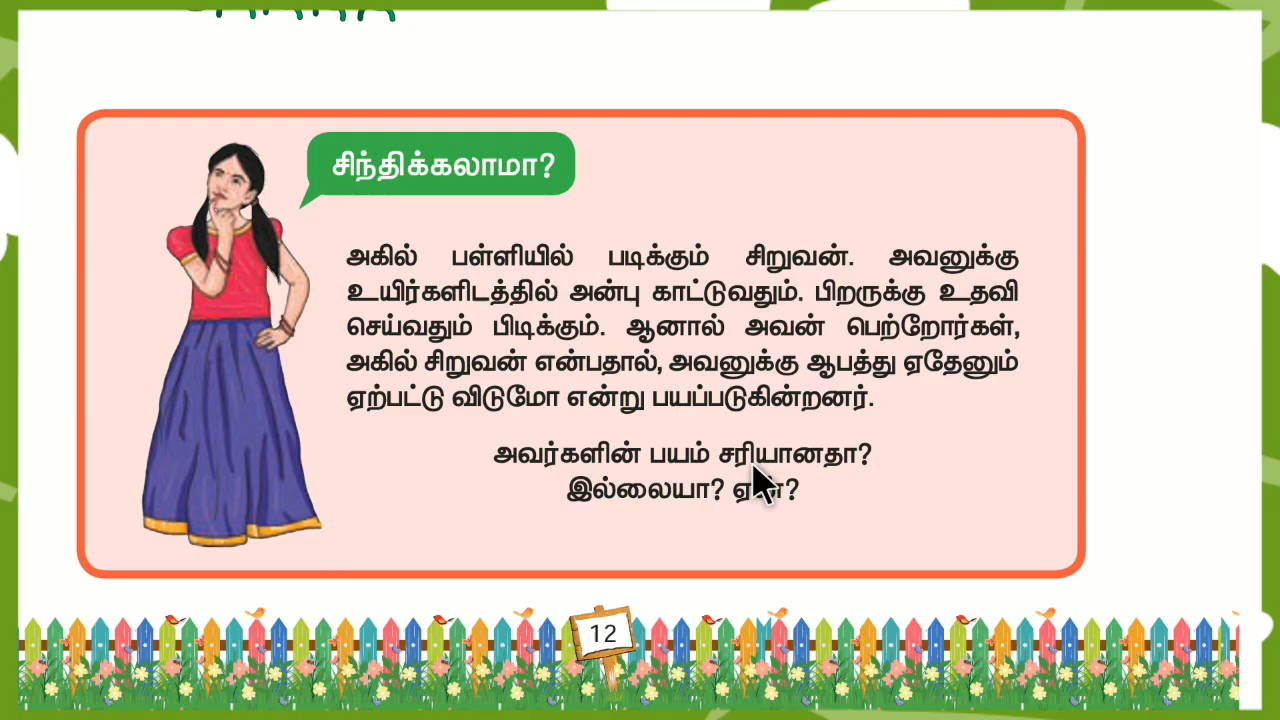 சிந்திக்கலாமா?
அகில் பள்ளியில் படிக்கும் சிறுவன். அவனுக்கு
உயிர்களிடத்தில் அன்பு காட்டுவதும். பிறருக்கு உதவி
செய்வதும் பிடிக்கும். ஆனால் அவன் பெற்றோர்கள்,
அகில் சிறுவன் என்பதால், அவனுக்கு ஆபத்து ஏதேனும்
ஏற்பட்டு விடுமோ என்று பயப்படுகின்றனர்.
அவர்களின் பயம் சரியானதா?
இல்லையா? ஏன்?
12